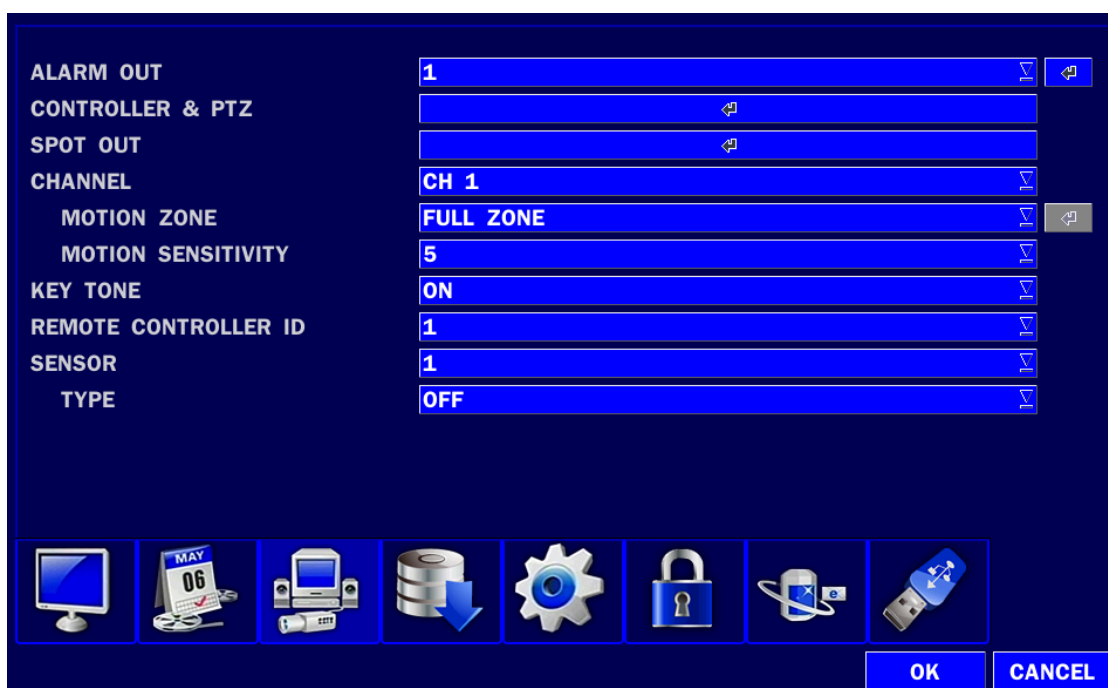 ALARM OUT 1
CONTROLLER & PTZ
SPOT OUT
CHANNEL CH 1
MOTION ZONE FULL ZONE
MOTION SENSITIVITY 5
KEY TONE ON
REMOTE CONTROLLER ID 1
SENSOR 1
TYPE OFF
MAY
06
e
OK CANCEL